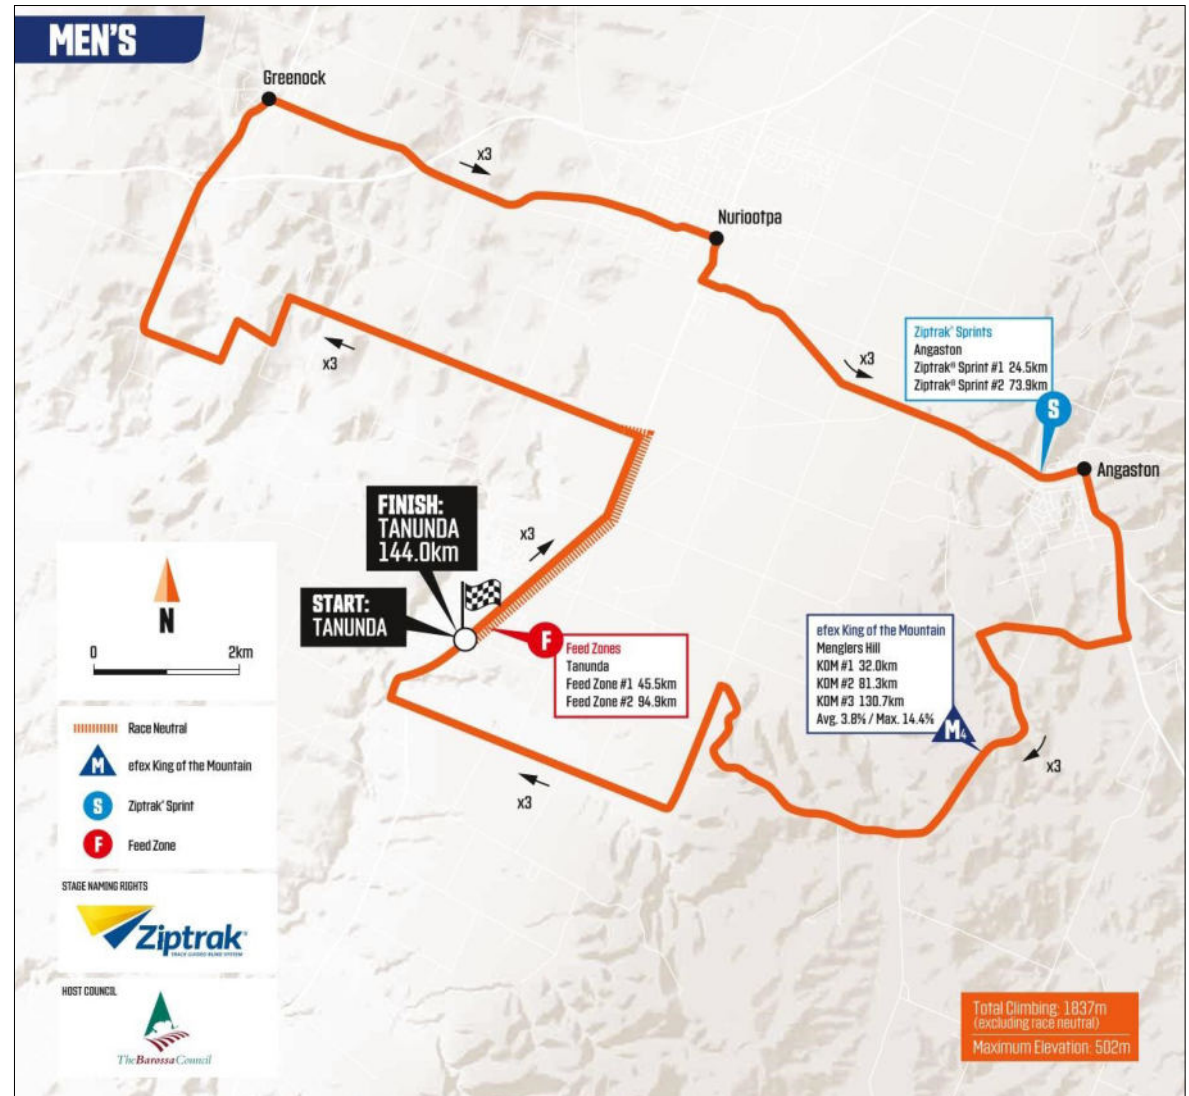 MEN'S
Greenock
x3
Nuriootpa
x3
Ziptrak® Sprints
Angaston
Ziptrak® Sprint #1 24.5km
Ziptrak® Sprint #2 73.9km
S
Angaston
x3
FINISH:
TANUNDA
144.0km
x3
START:
TANUNDA
F
Feed Zones
Tanunda
Feed Zone #1 45.5km
Feed Zone #2 94.9km
efex King of the Mountain
Menglers Hill
KOM #1 32.0km
KOM #2 81.3km
KOM #3 130.7km
Avg. 3.8% / Max. 14.4%
M4
x3
x3
N
0 2km
Race Neutral
M efex King of the Mountain
S Ziptrak® Sprint
F Feed Zone
STAGE NAMING RIGHTS
Ziptrak®
TRACK GUIDED BLIND SYSTEM
HOST COUNCIL
The Barossa Council
Total Climbing: 1837m
(excluding race neutral)
Maximum Elevation: 502m